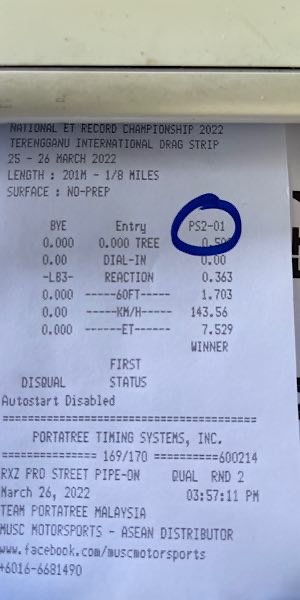 NATIONAL ET RECORD CHAMPIONSHIP 2022
TERENGGANU INTERNATIONAL DRAG STRIP
25 - 26 MARCH 2022
LENGTH : 201M - 1/8 MILES
SURFACE : NO-PREP
BYE Entry PS2-01
0.000 0.000 TREE 0.500
0.00 DIAL-IN 0.00
-LB3- REACTION 0.363
0.000 -----60FT----- 1.703
0.00 -----KM/H----- 143.56
0.000 ------ET------ 7.529
WINNER
FIRST
DISQUAL STATUS
Autostart Disabled
=====================================
PORTATREE TIMING SYSTEMS, INC.
=============== 169/170 ==========600214
RXZ PRO STREET PIPE-ON QUAL RND 2
March 26, 2022 03:57:11 PM
TEAM PORTATREE MALAYSIA
MUSC MOTORSPORTS - ASEAN DISTRIBUTOR
www.facebook.com/muscmotorsports
+6016-6681490